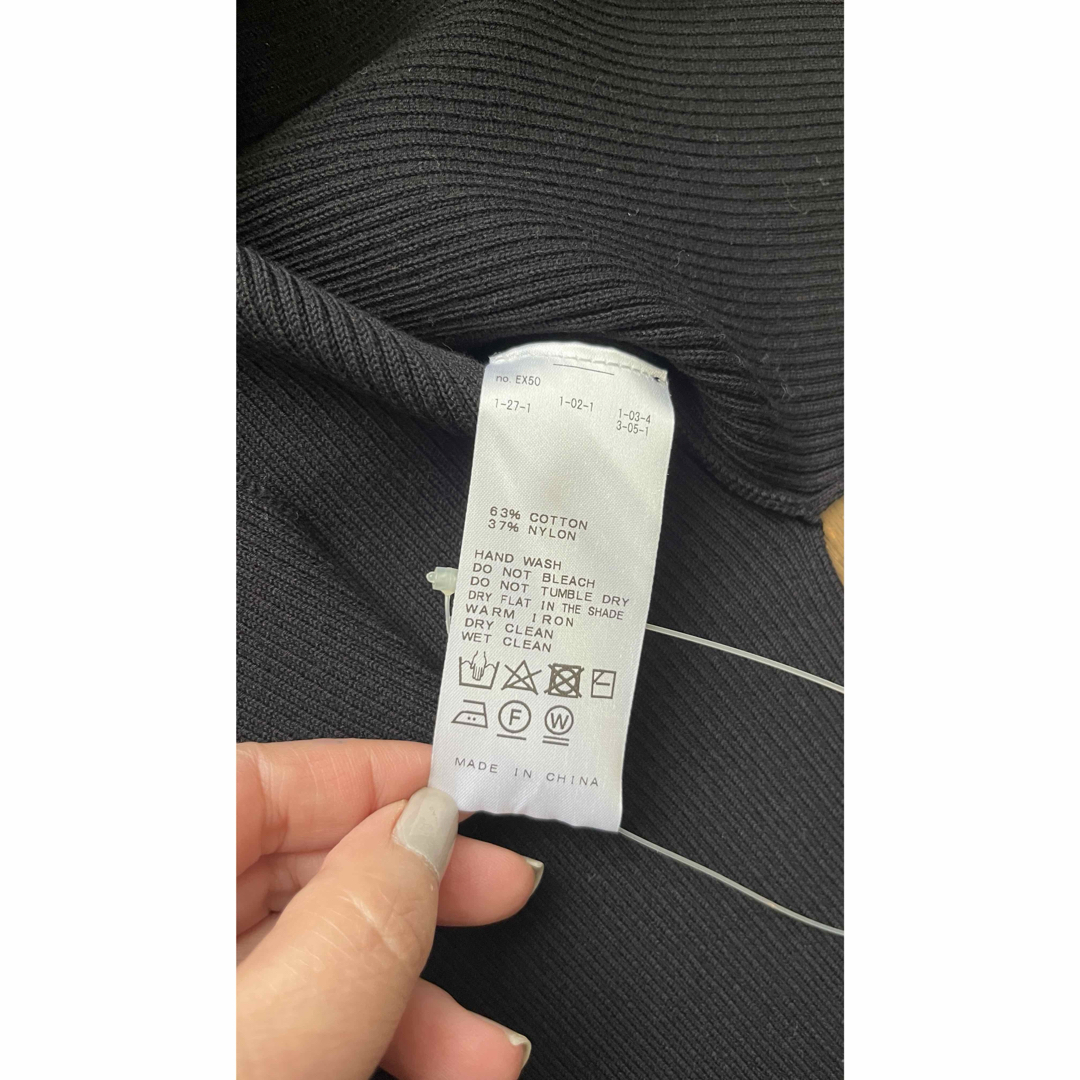 no. EX50
1-27-1 1-02-1 1-03-4
3-05-1
63% COTTON
37% NYLON
HAND WASH
DO NOT BLEACH
DO NOT TUMBLE DRY
DRY FLAT IN THE SHADE
WARM IRON
DRY CLEAN
WET CLEAN
F W
MADE IN CHINA